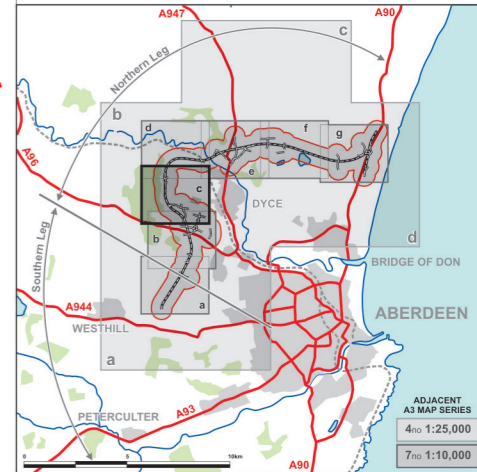 A947
A90
Northern Leg
c
b
d
f
g
A96
e
c
DYCE
b
d
Southern Leg
BRIDGE OF DON
a
A944
ABERDEEN
WESTHILL
a
ADJACENT
A3 MAP SERIES
PETERCULTER
A93
4no 1:25,000
7no 1:10,000
0 5 10km
A90